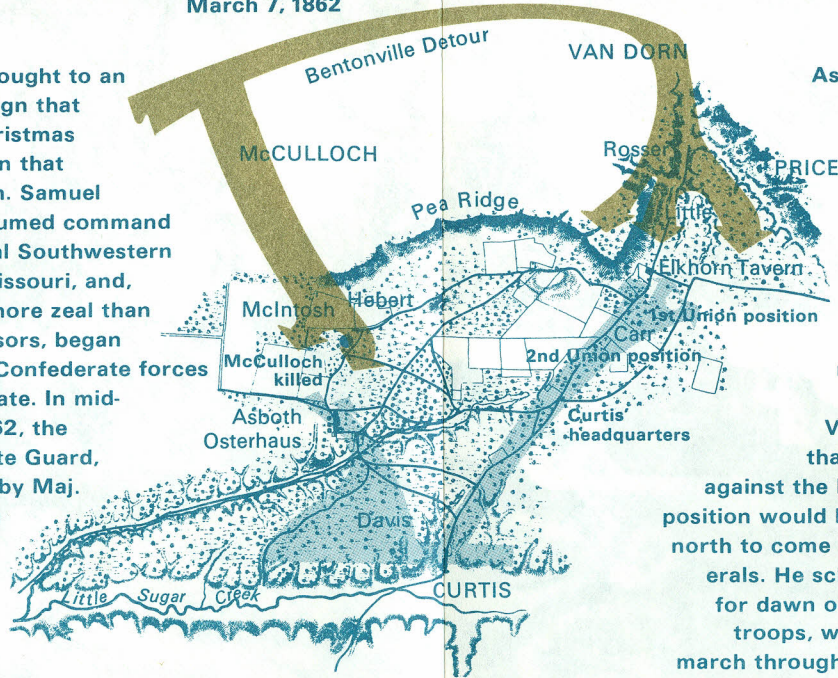 March 7, 1862
Bentonville Detour
VAN DORN
McCULLOCH
Rosser
PRICE
Pea Ridge
Little
Elkhorn Tavern
McIntosh
Hebert
1st Union position
Carr
2nd Union position
McCulloch
killed
Asboth
Osterhaus
Curtis'
headquarters
Davis
Little Sugar Creek
CURTIS
ought to an
gn that
ristmas
n that
n. Samuel
umed command
al Southwestern
issouri, and,
nore zeal than
sors, began
Confederate forces
ate. In mid-
62, the
te Guard,
by Maj.
As
V
tha
against the
position would
north to come
erals. He sc
for dawn o
troops, w
march through